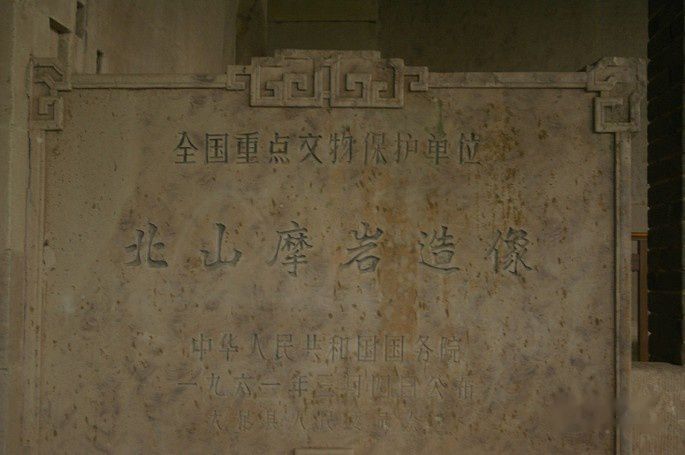 全国重点文物保护单位
北山摩岩造像
中华人民共和国国务院
一九六一年三月四日公布
大足县人民